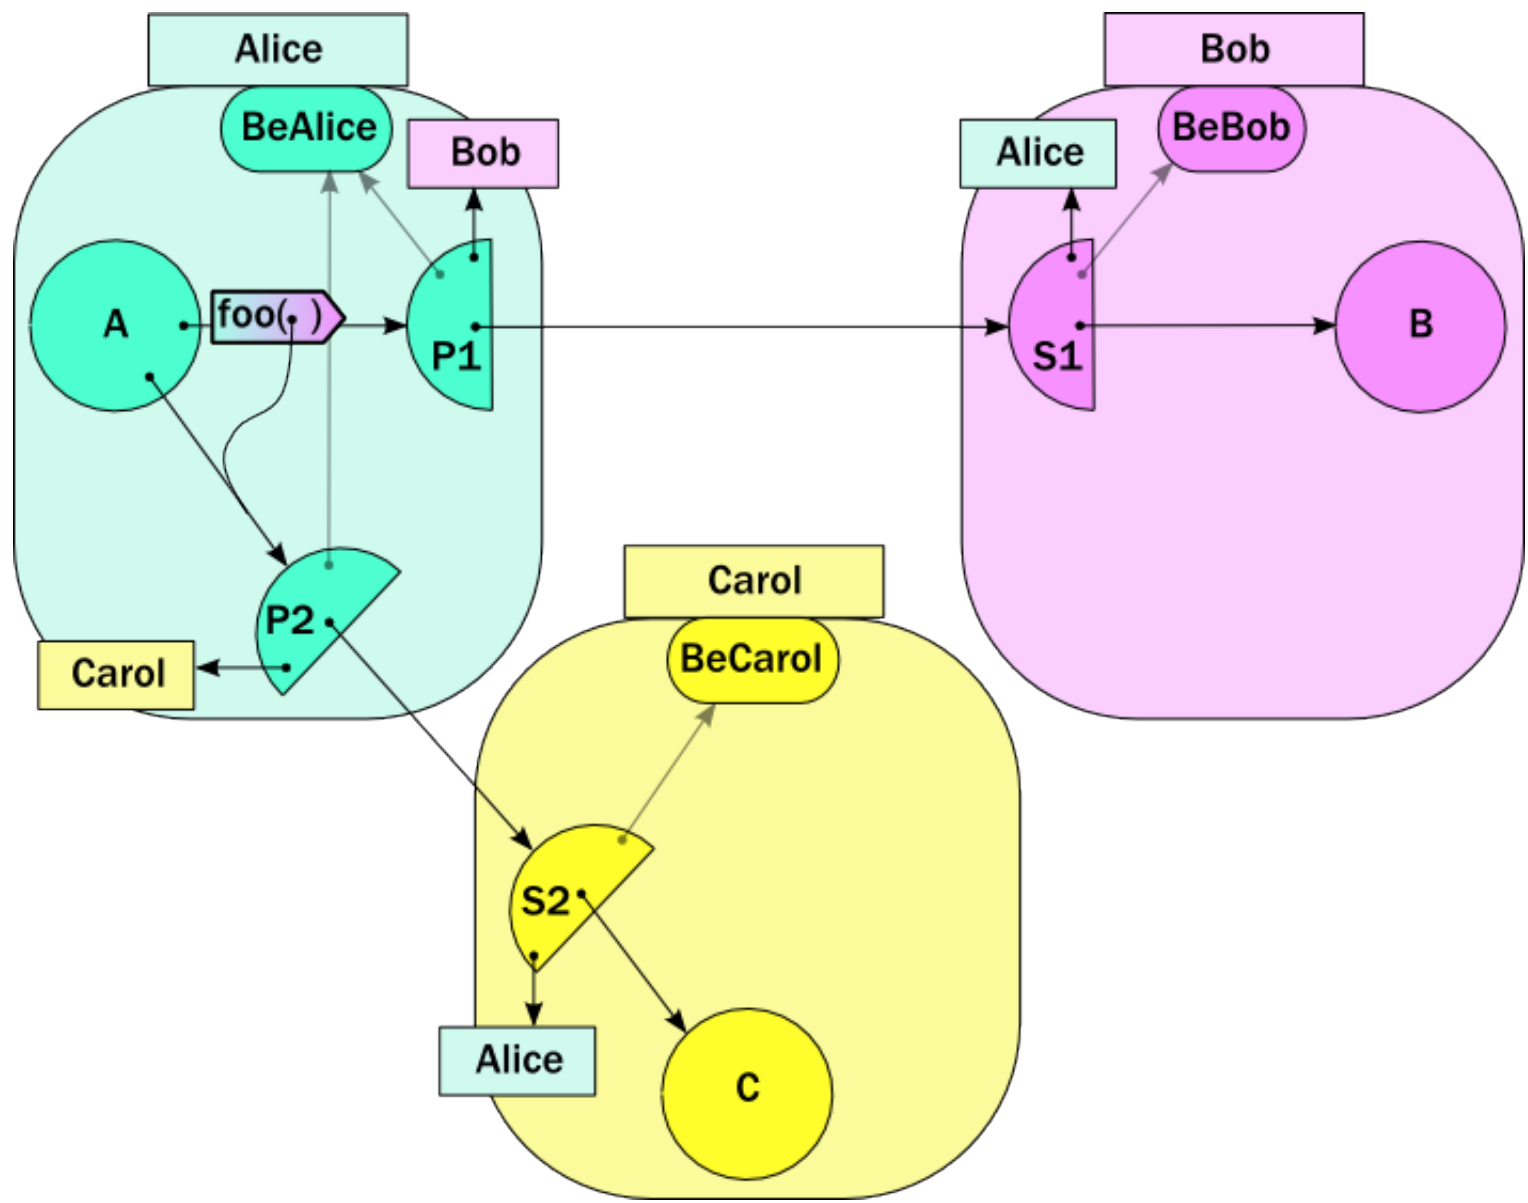 Alice
Bob
BeAlice
Bob
Alice
BeBob
A
foo( )
P1
S1
B
P2
Carol
Carol
BeCarol
S2
Alice
C